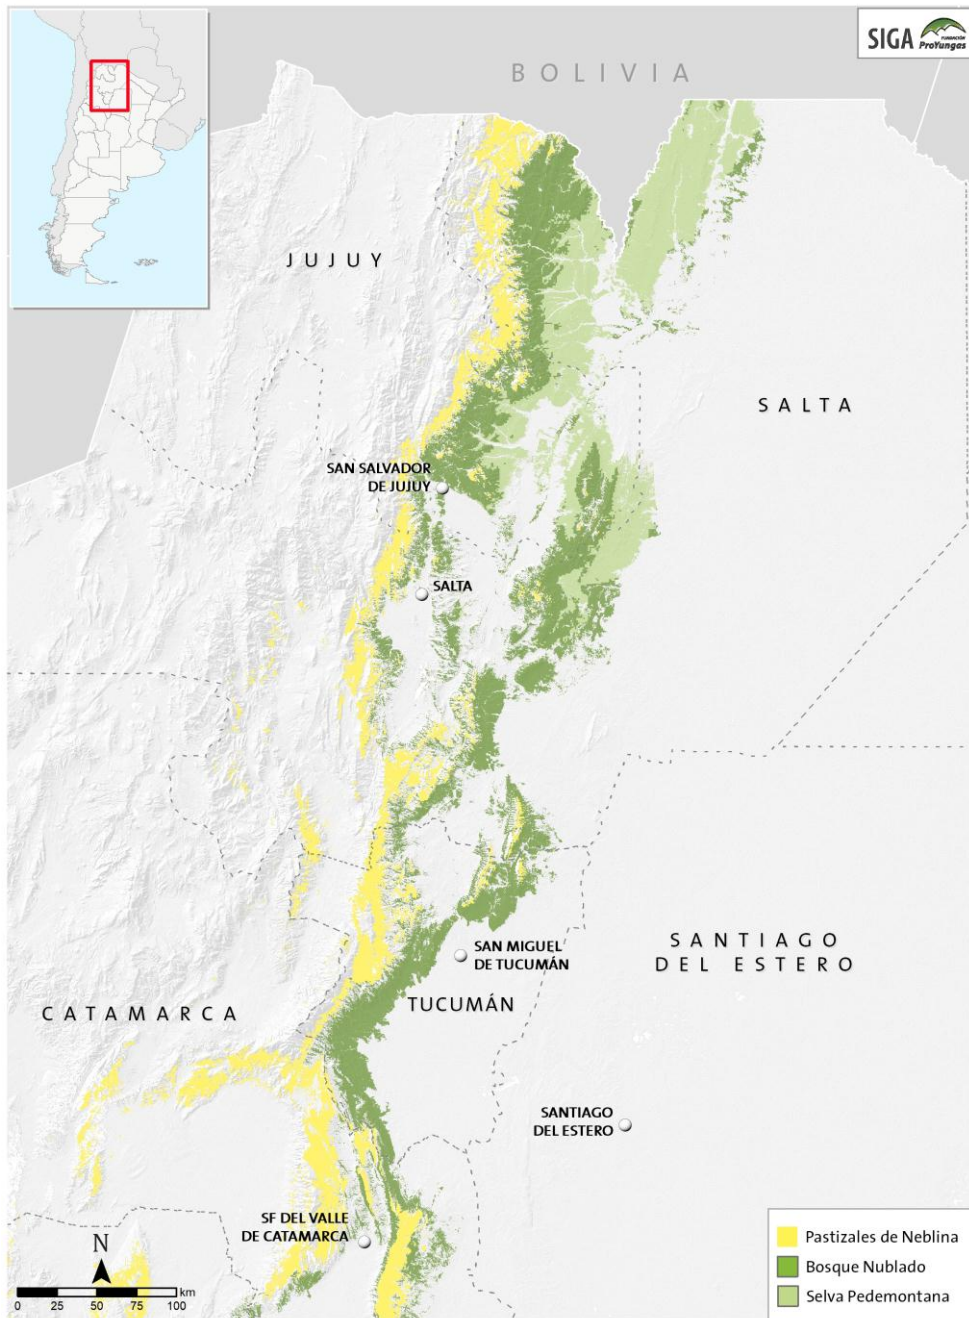 SIGA
FUNDACIÓN
ProYungas
BOLIVIA
JUJUY
SALTA
SAN SALVADOR
DE JUJUY
SALTA
SAN MIGUEL
DE TUCUMÁN
SANTIAGO
DEL ESTERO
TUCUMÁN
CATAMARCA
SANTIAGO
DEL ESTERO
SF DEL VALLE
DE CATAMARCA
N
0 25 50 75 100
km
Pastizales de Neblina
Bosque Nublado
Selva Pedemontana